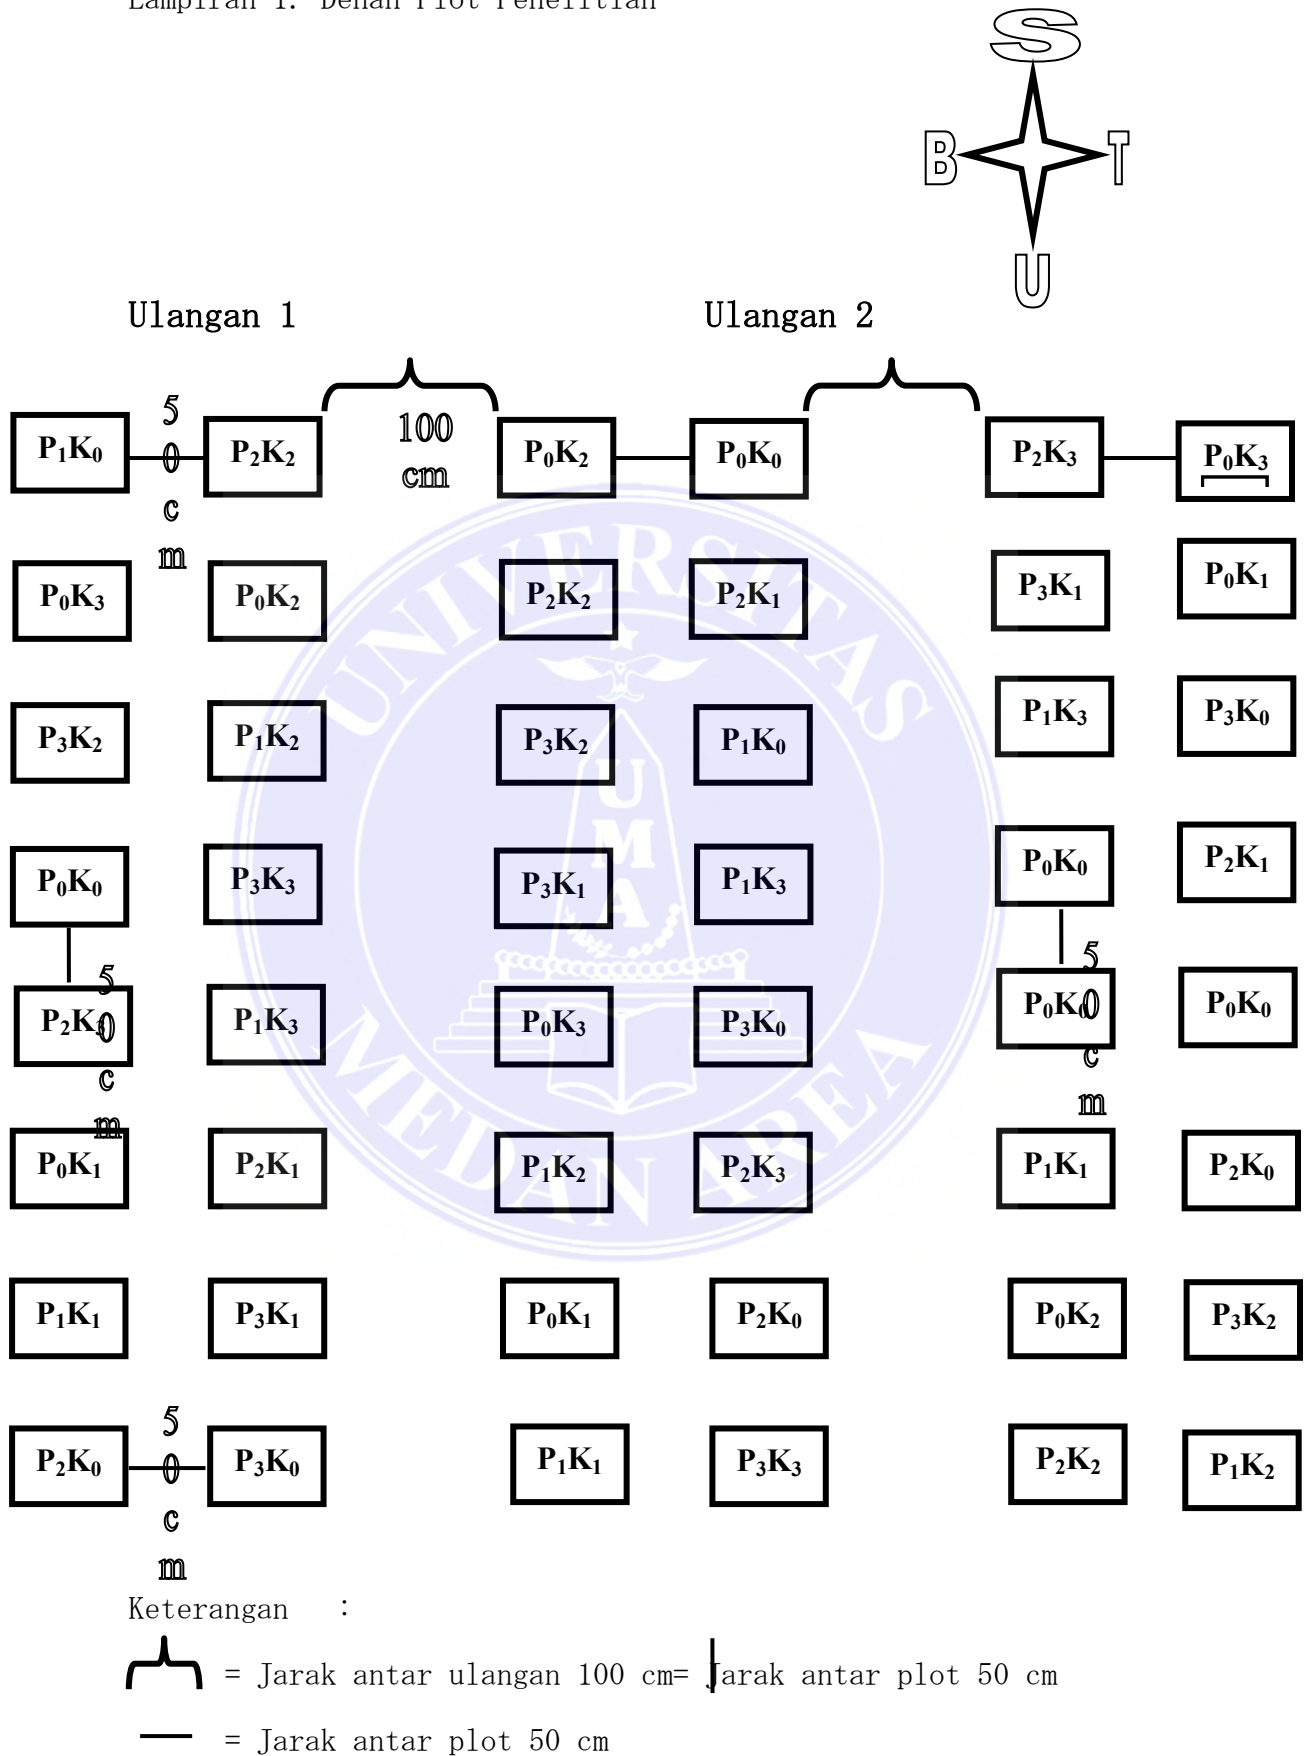 Lampiran 1. Denah Plot Penelitian
S
B T
U
Ulangan 1 Ulangan 2
100
cm
50 cm
P₁K₀ P₂K₂ P₀K₂ P₀K₀ P₂K₃ P₀K₃
P₀K₃ P₀K₂ P₂K₂ P₂K₁ P₃K₁ P₀K₁
P₃K₂ P₁K₂ P₃K₂ P₁K₀ P₁K₃ P₃K₀
P₀K₀ P₃K₃ P₃K₁ P₁K₃ P₀K₀ P₂K₁
50 cm 50 cm
P₂K₃ P₁K₃ P₀K₃ P₃K₀ P₀K₀ P₀K₀
P₀K₁ P₂K₁ P₁K₂ P₂K₃ P₁K₁ P₂K₀
P₁K₁ P₃K₁ P₀K₁ P₂K₀ P₀K₂ P₃K₂
P₂K₀ P₃K₀ P₁K₁ P₃K₃ P₂K₂ P₁K₂
50 cm
UNIVERSITAS
UMA
MEDAN AREA
Keterangan :
= Jarak antar ulangan 100 cm= Jarak antar plot 50 cm
= Jarak antar plot 50 cm